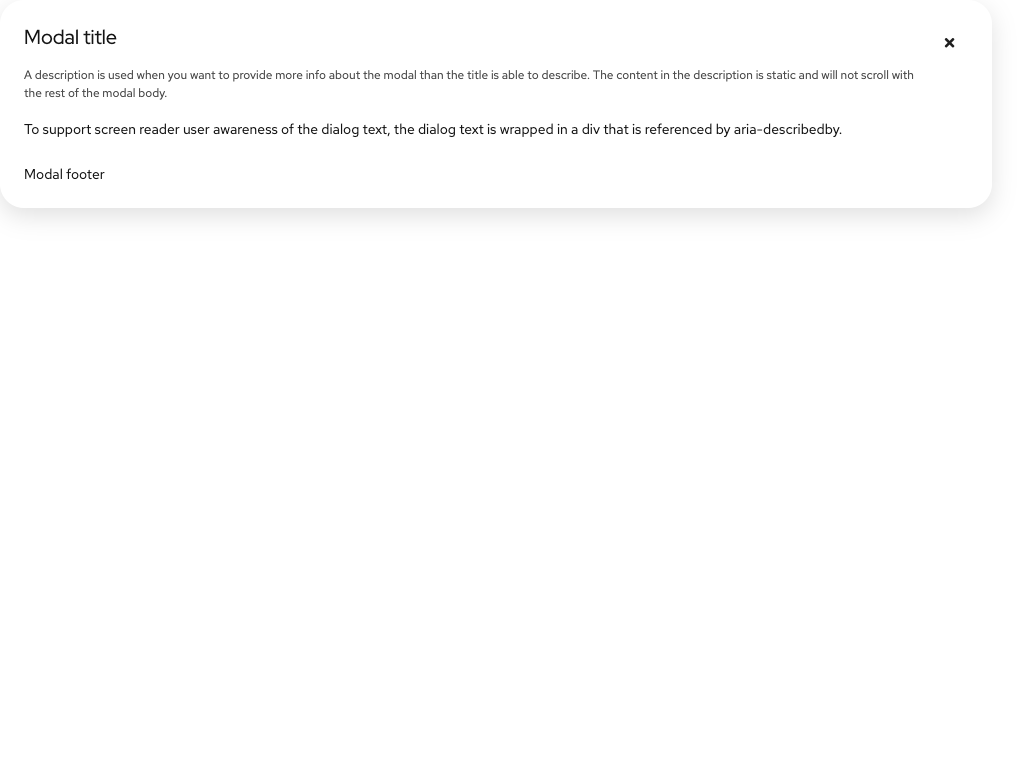 Modal title
A description is used when you want to provide more info about the modal than the title is able to describe. The content in the description is static and will not scroll with
the rest of the modal body.
To support screen reader user awareness of the dialog text, the dialog text is wrapped in a div that is referenced by aria-describedby.
Modal footer